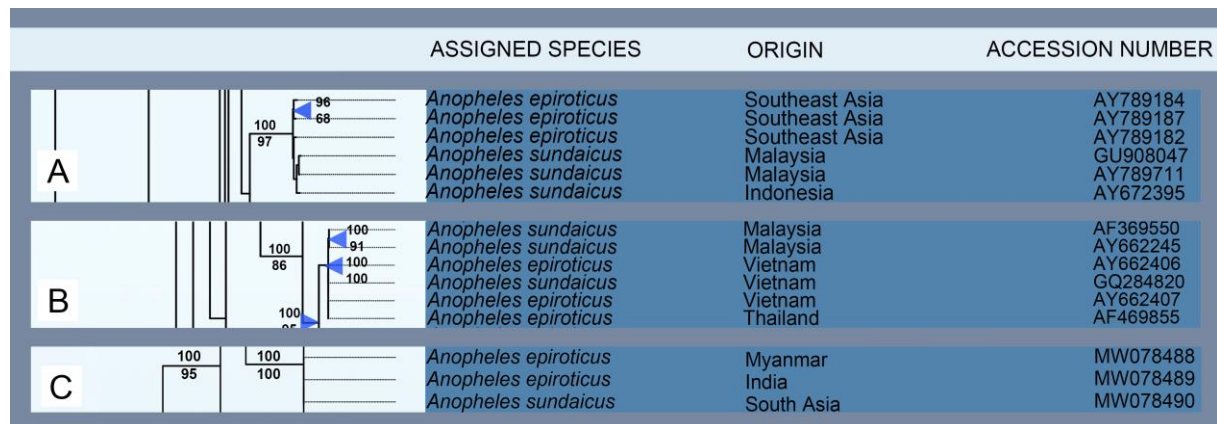 ASSIGNED SPECIES ORIGIN ACCESSION NUMBER
96 Anopheles epiroticus Southeast Asia AY789184
68 Anopheles epiroticus Southeast Asia AY789187
100 Anopheles epiroticus Southeast Asia AY789182
97
Anopheles sundaicus Malaysia GU908047
A Anopheles sundaicus Malaysia AY789711
Anopheles sundaicus Indonesia AY672395
100 Anopheles sundaicus Malaysia AF369550
100 91 Anopheles sundaicus Malaysia AY662245
86 100 Anopheles epiroticus Vietnam AY662406
100 Anopheles sundaicus Vietnam GQ284820
B Anopheles epiroticus Vietnam AY662407
100 Anopheles epiroticus Thailand AF469855
100 100 Anopheles epiroticus Myanmar MW078488
95 100 Anopheles epiroticus India MW078489
C Anopheles sundaicus South Asia MW078490